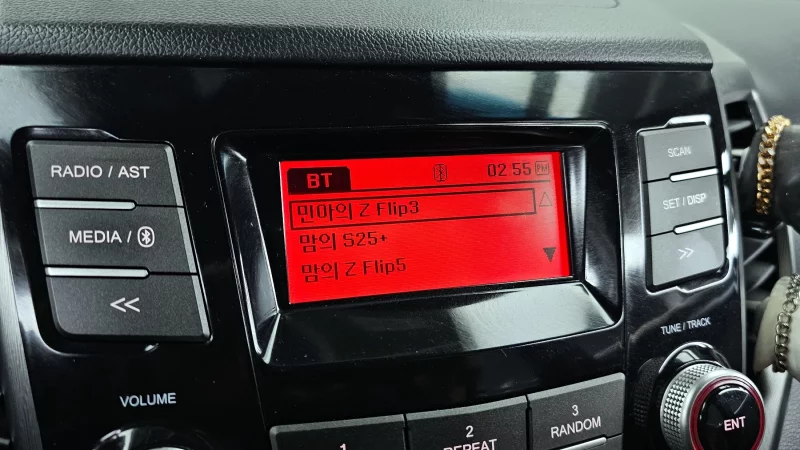 RADIO / AST
MEDIA /
VOLUME
BT
02:55 PM
민아의 Z Flip3
맘의 S25+
맘의 Z Flip5
SCAN
SET / DISP
TUNE / TRACK
ENT
1
2
REPEAT
3
RANDOM